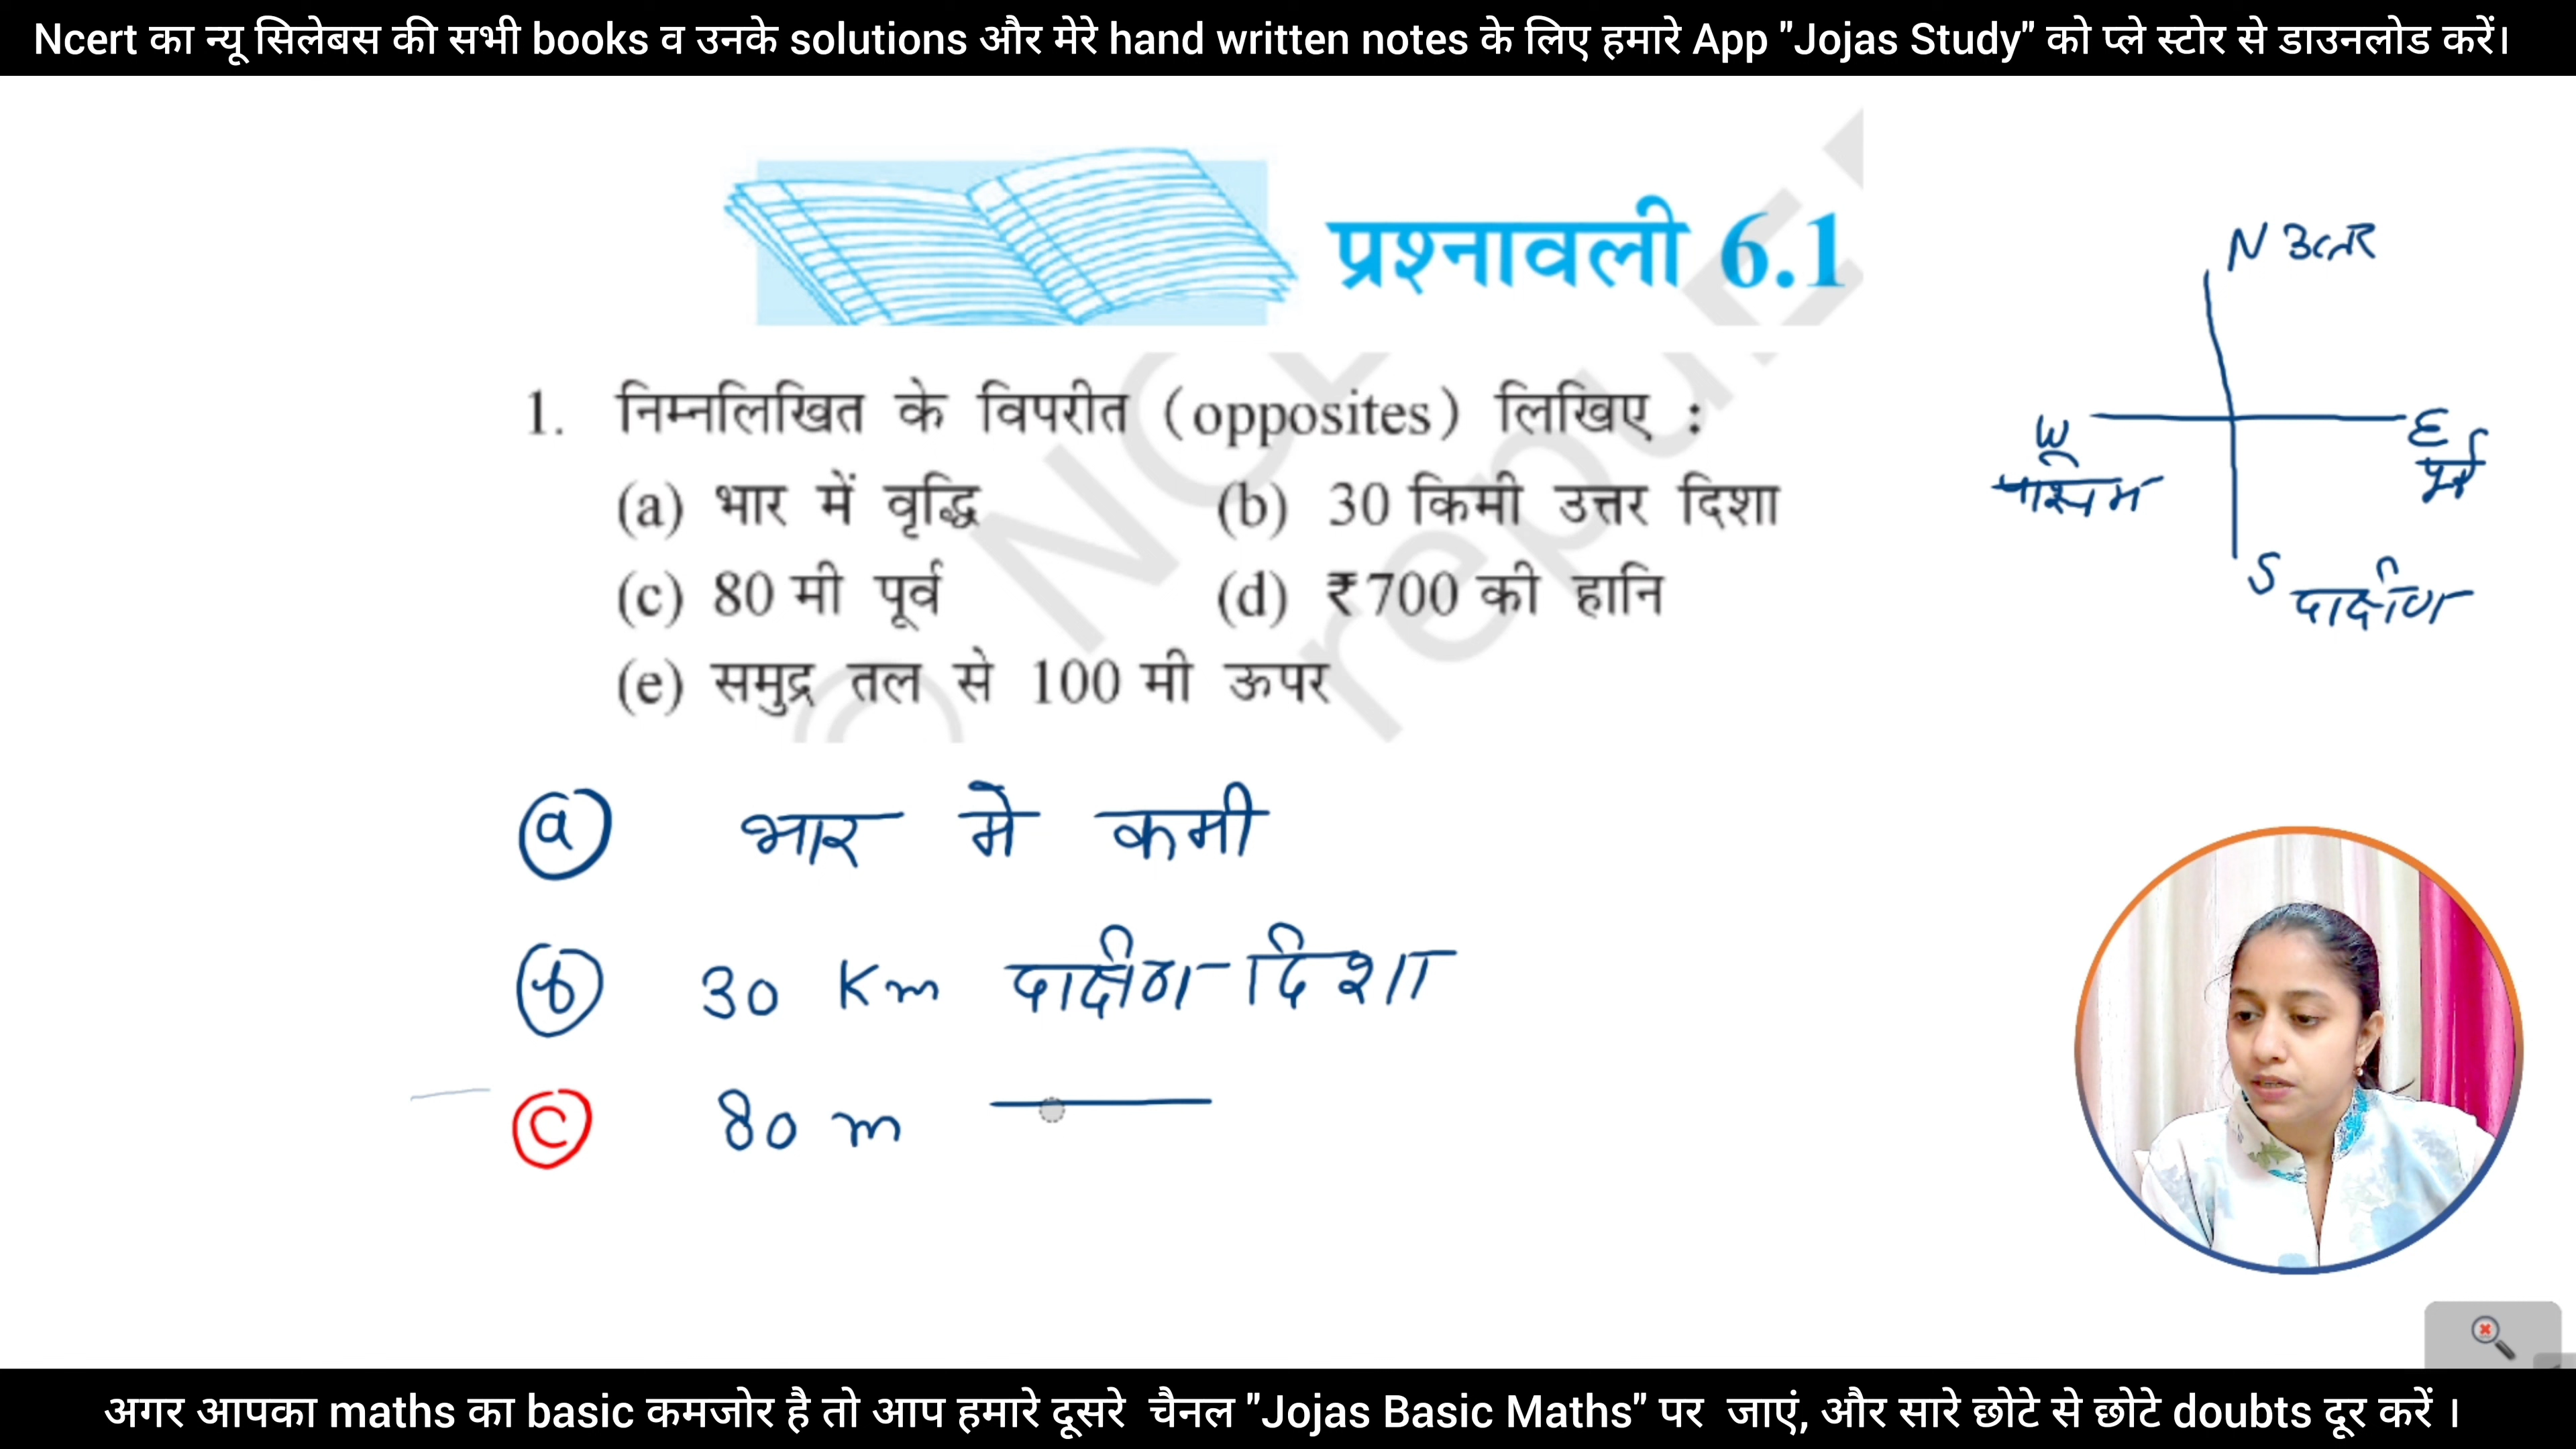 Ncert का न्यू सिलेबस की सभी books व उनके solutions और मेरे hand written notes के लिए हमारे App "Jojas Study" को प्ले स्टोर से डाउनलोड करें।
प्रश्नावली 6.1
1. निम्नलिखित के विपरीत (opposites) लिखिए :
(a) भार में वृद्धि (b) 30 किमी उत्तर दिशा
(c) 80 मी पूर्व (d) ₹700 की हानि
(e) समुद्र तल से 100 मी ऊपर
N उत्तर
W
पश्चिम
E
पूर्व
S दक्षिण
(a) भार मे कमी
(b) 30 Km दक्षिण दिशा
(C) 80 m
अगर आपका maths का basic कमजोर है तो आप हमारे दूसरे चैनल "Jojas Basic Maths" पर जाएं, और सारे छोटे से छोटे doubts दूर करें ।